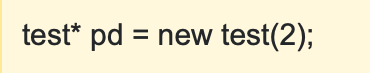 test* pd = new test(2);